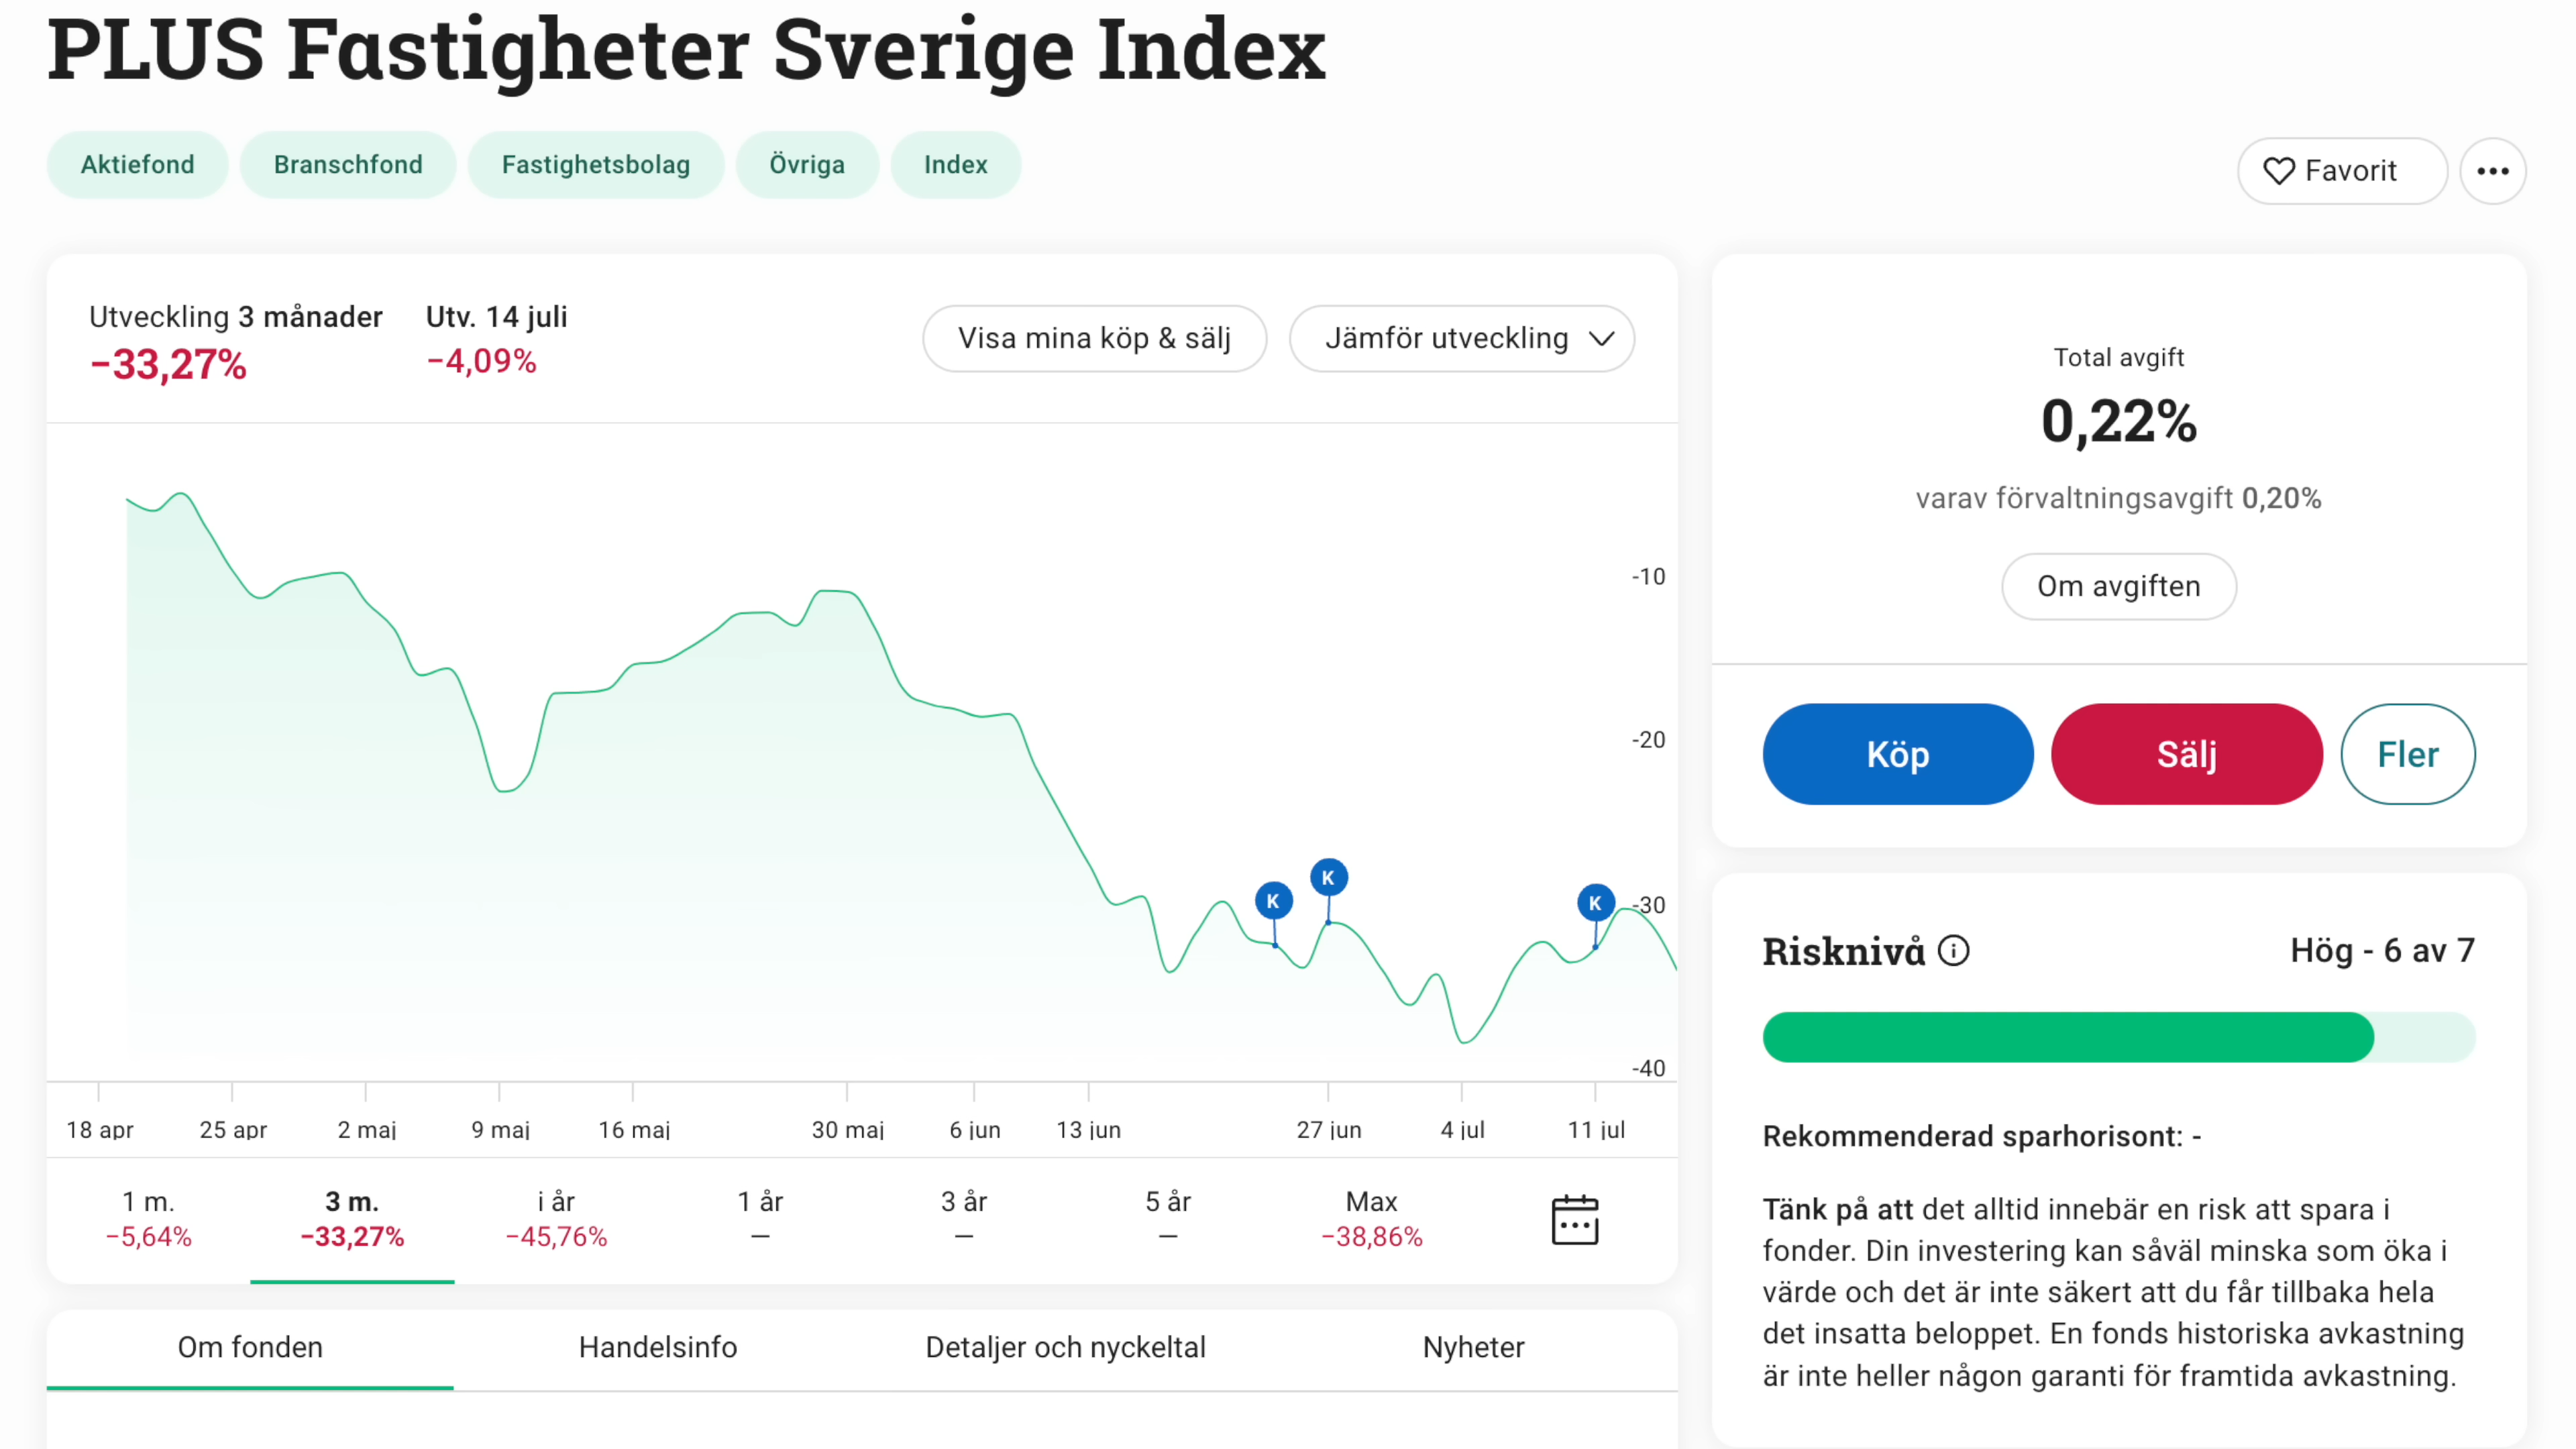 PLUS Fastigheter Sverige Index
Aktiefond
Branschfond
Fastighetsbolag
Övriga
Index
Favorit
Utveckling 3 månader
−33,27%
Utv. 14 juli
−4,09%
Visa mina köp & sälj
Jämför utveckling
-10
-20
-30
-40
K
K
K
18 apr
25 apr
2 maj
9 maj
16 maj
30 maj
6 jun
13 jun
27 jun
4 jul
11 jul
1 m.
−5,64%
3 m.
−33,27%
i år
−45,76%
1 år
–
3 år
–
5 år
–
Max
−38,86%
Om fonden
Handelsinfo
Detaljer och nyckeltal
Nyheter
Total avgift
0,22%
varav förvaltningsavgift 0,20%
Om avgiften
Köp
Sälj
Fler
Risknivå
Hög - 6 av 7
Rekommenderad sparhorisont: -
Tänk på att det alltid innebär en risk att spara i
fonder. Din investering kan såväl minska som öka i
värde och det är inte säkert att du får tillbaka hela
det insatta beloppet. En fonds historiska avkastning
är inte heller någon garanti för framtida avkastning.